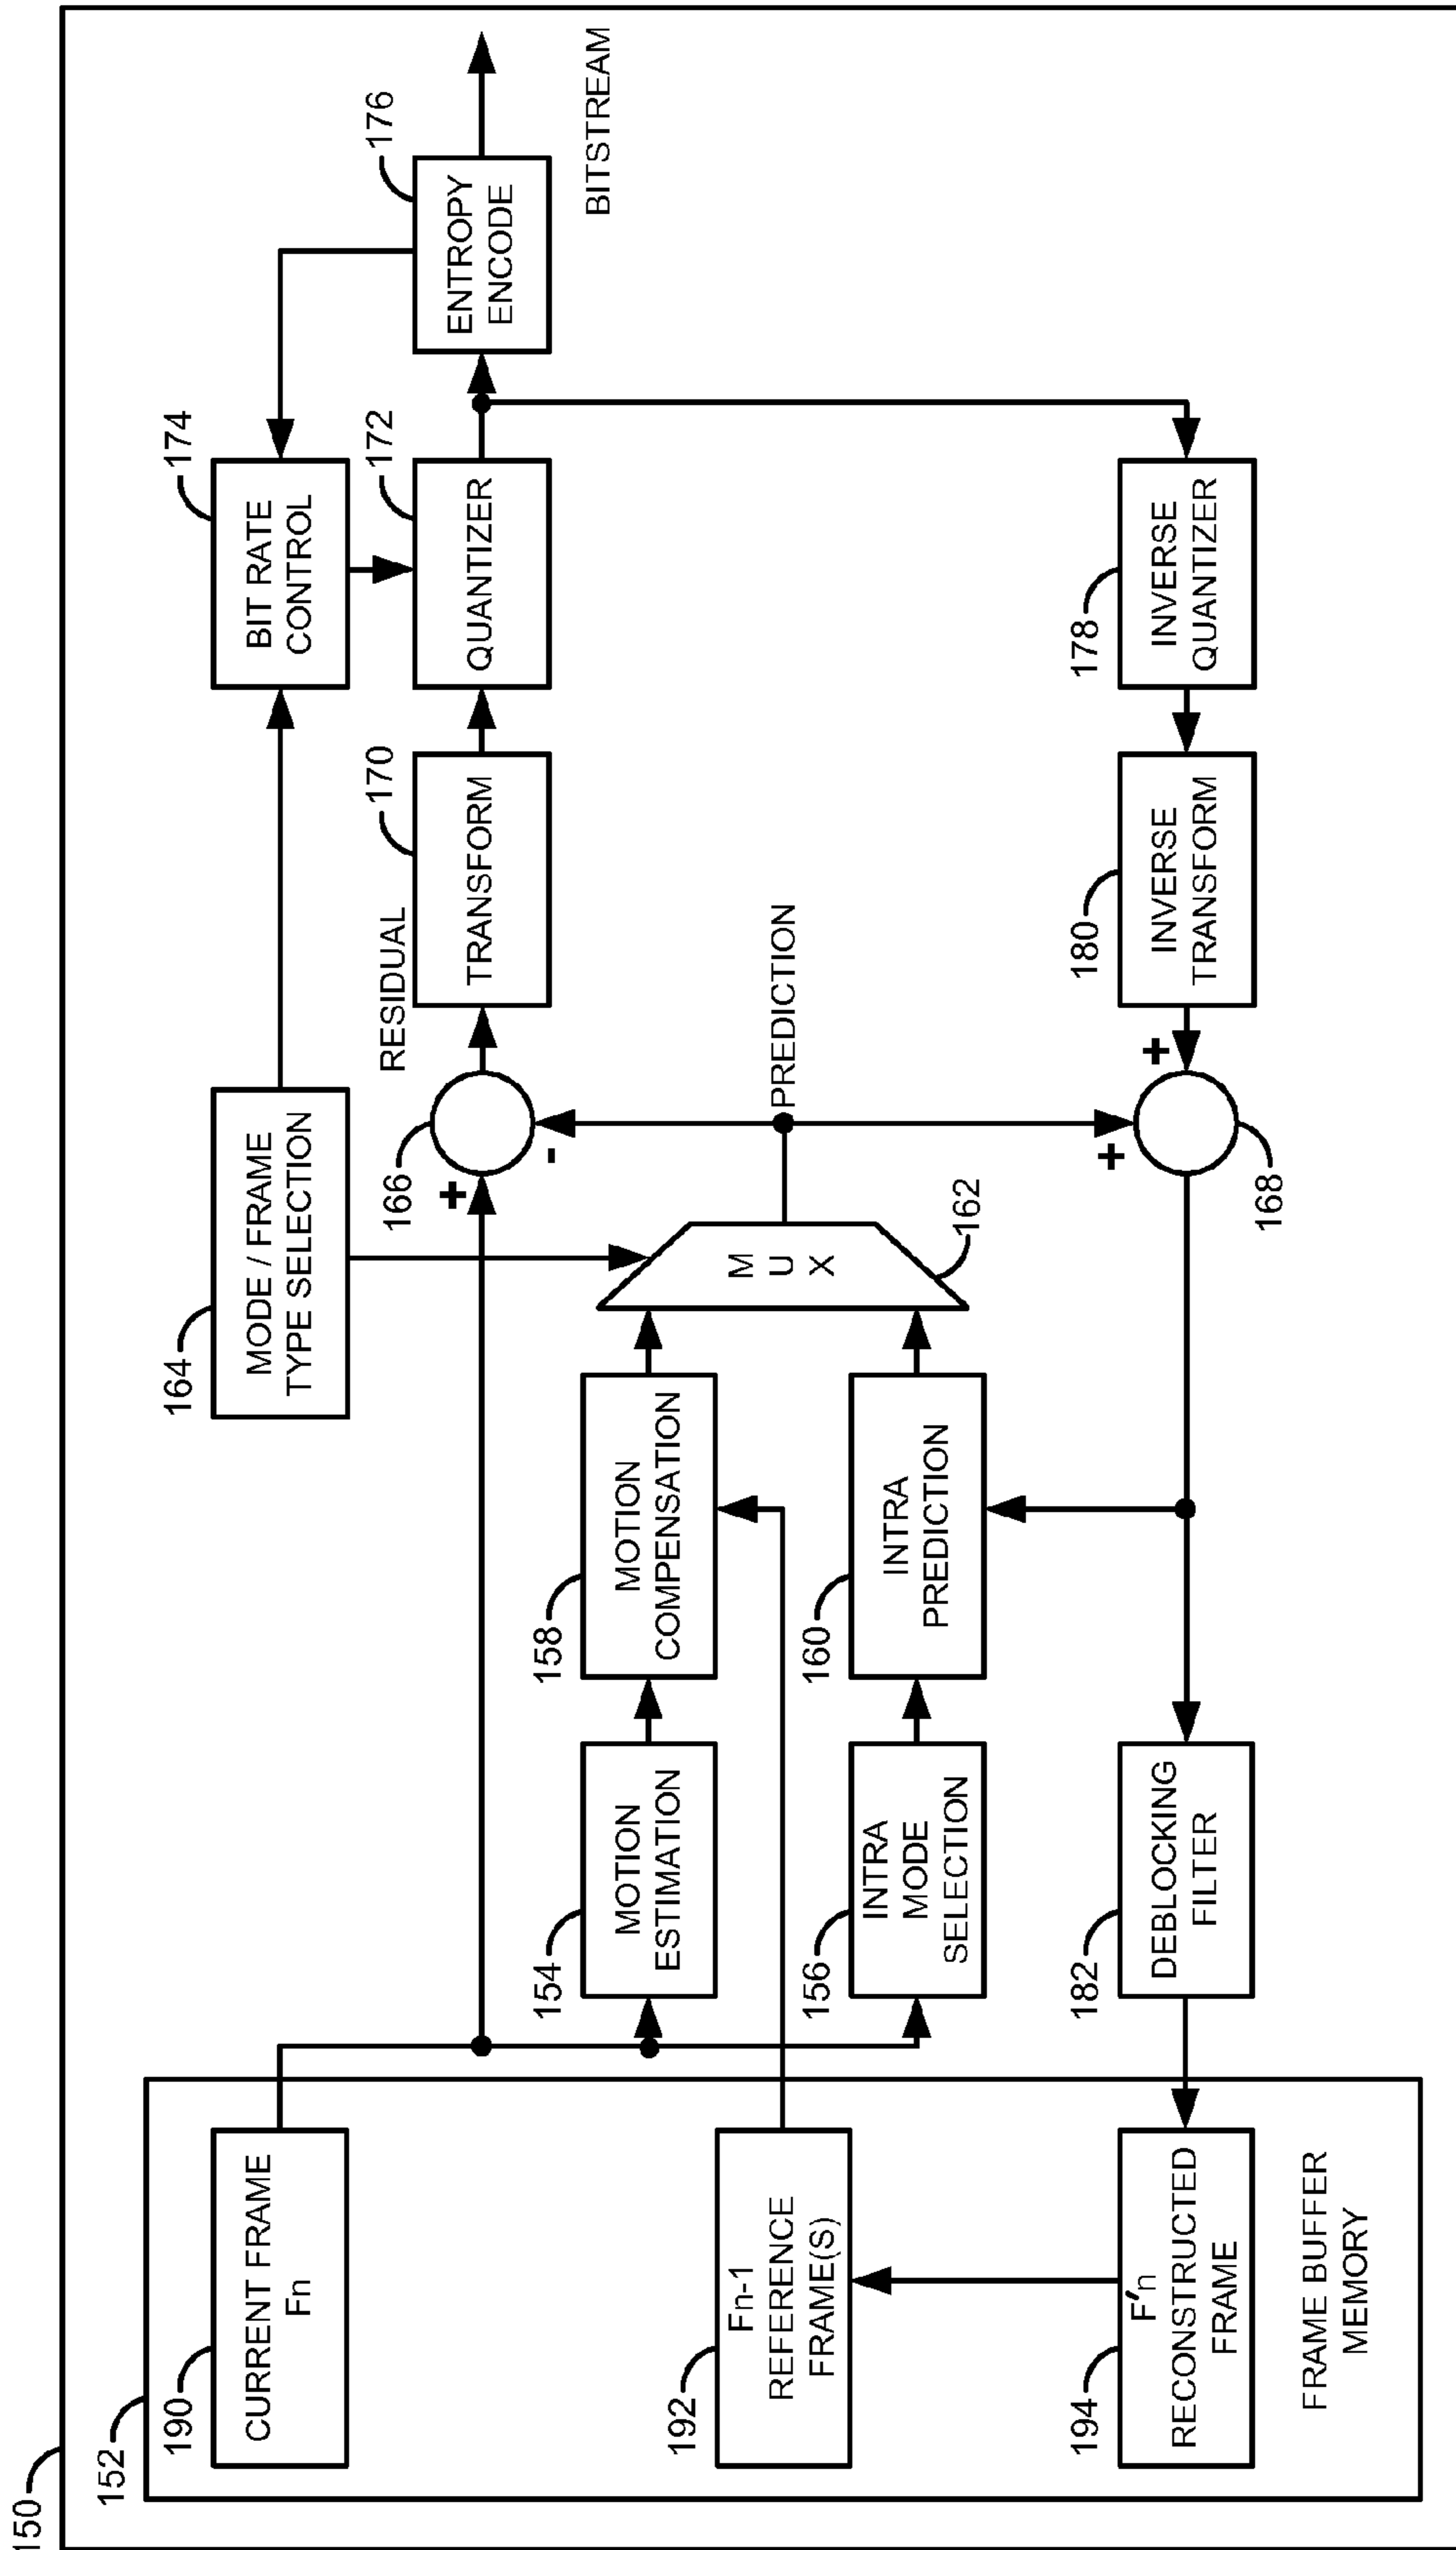 150
152
190
CURRENT FRAME
Fn
192
Fn-1
REFERENCE
FRAME(S)
194
F'n
RECONSTRUCTED
FRAME
FRAME BUFFER
MEMORY
154
MOTION
ESTIMATION
156
INTRA
MODE
SELECTION
182
DEBLOCKING
FILTER
158
MOTION
COMPENSATION
160
INTRA
PREDICTION
164
MODE / FRAME
TYPE SELECTION
M
U
X
162
166
+
-
RESIDUAL
PREDICTION
168
+
+
170
TRANSFORM
180
INVERSE
TRANSFORM
174
BIT RATE
CONTROL
172
QUANTIZER
178
INVERSE
QUANTIZER
176
ENTROPY
ENCODE
BITSTREAM